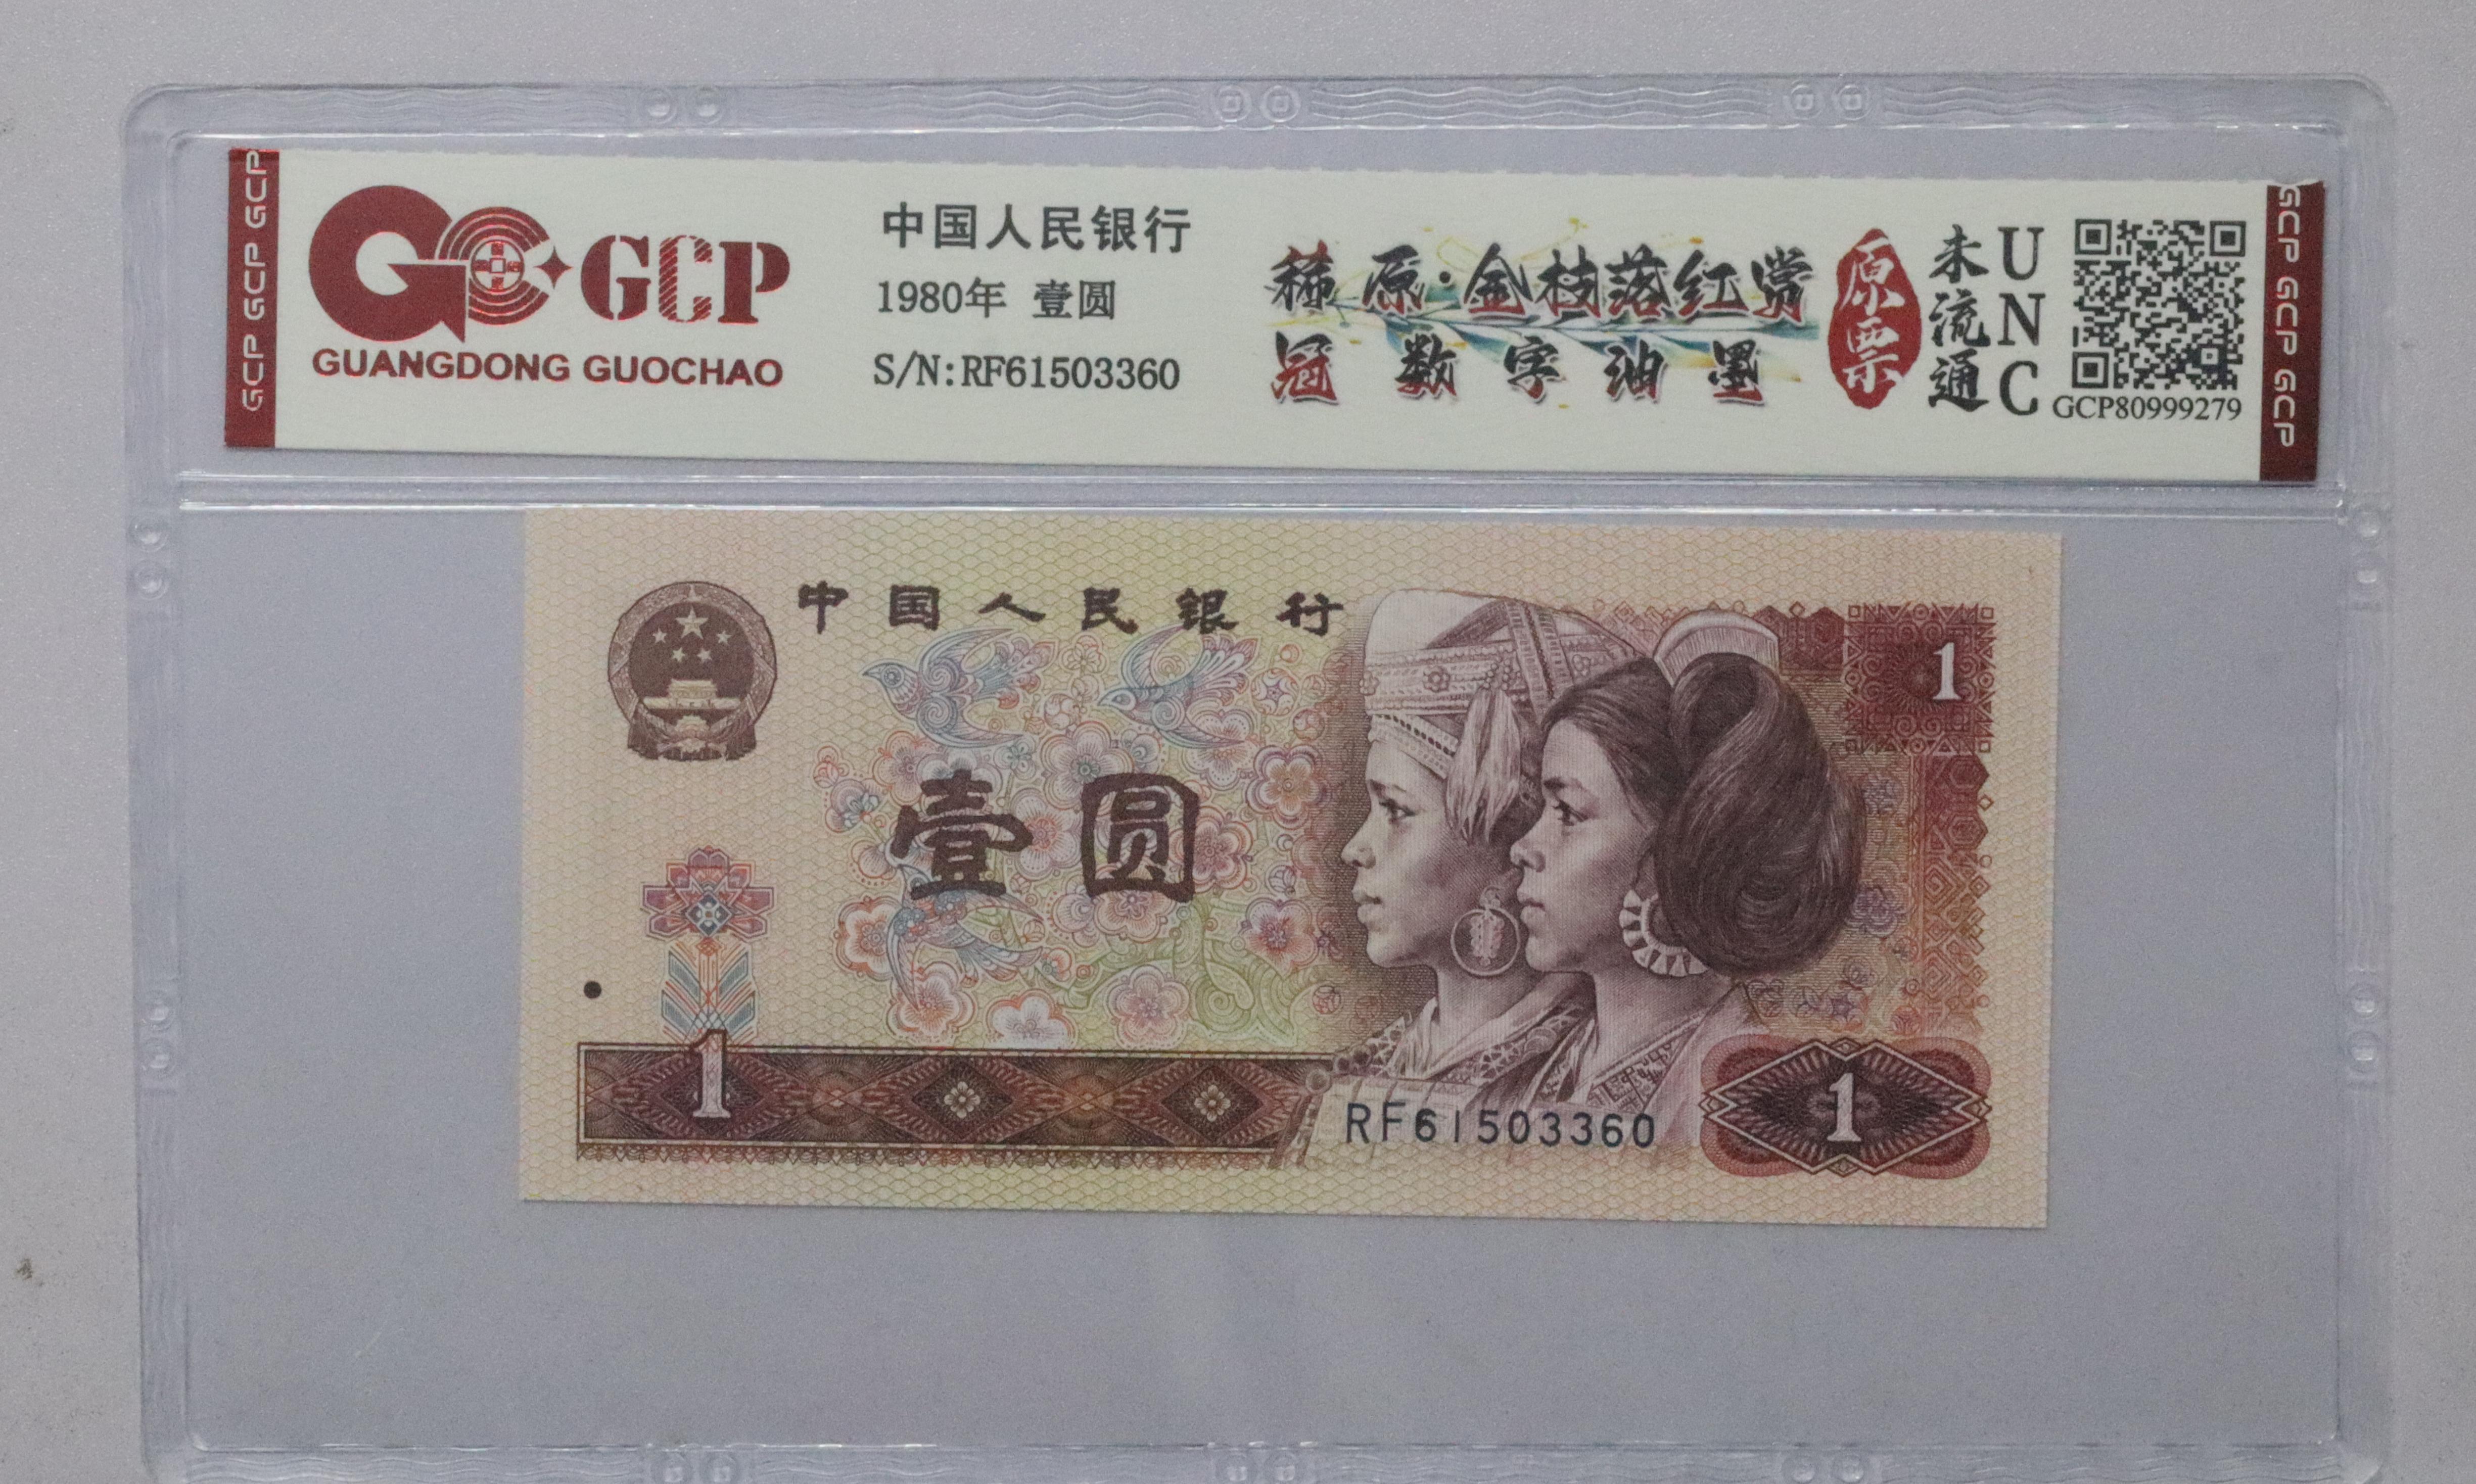 GCP GCP GCP
GCP
GUANGDONG GUOCHAO
中国人民银行
1980年 壹圆
S/N:RF61503360
稀原·金枝落红裳
冠数字油墨
原票
未流通
UNC
GCP80999279
GCP GCP GCP
中国人民银行
1
壹圆
1
RF61503360
1